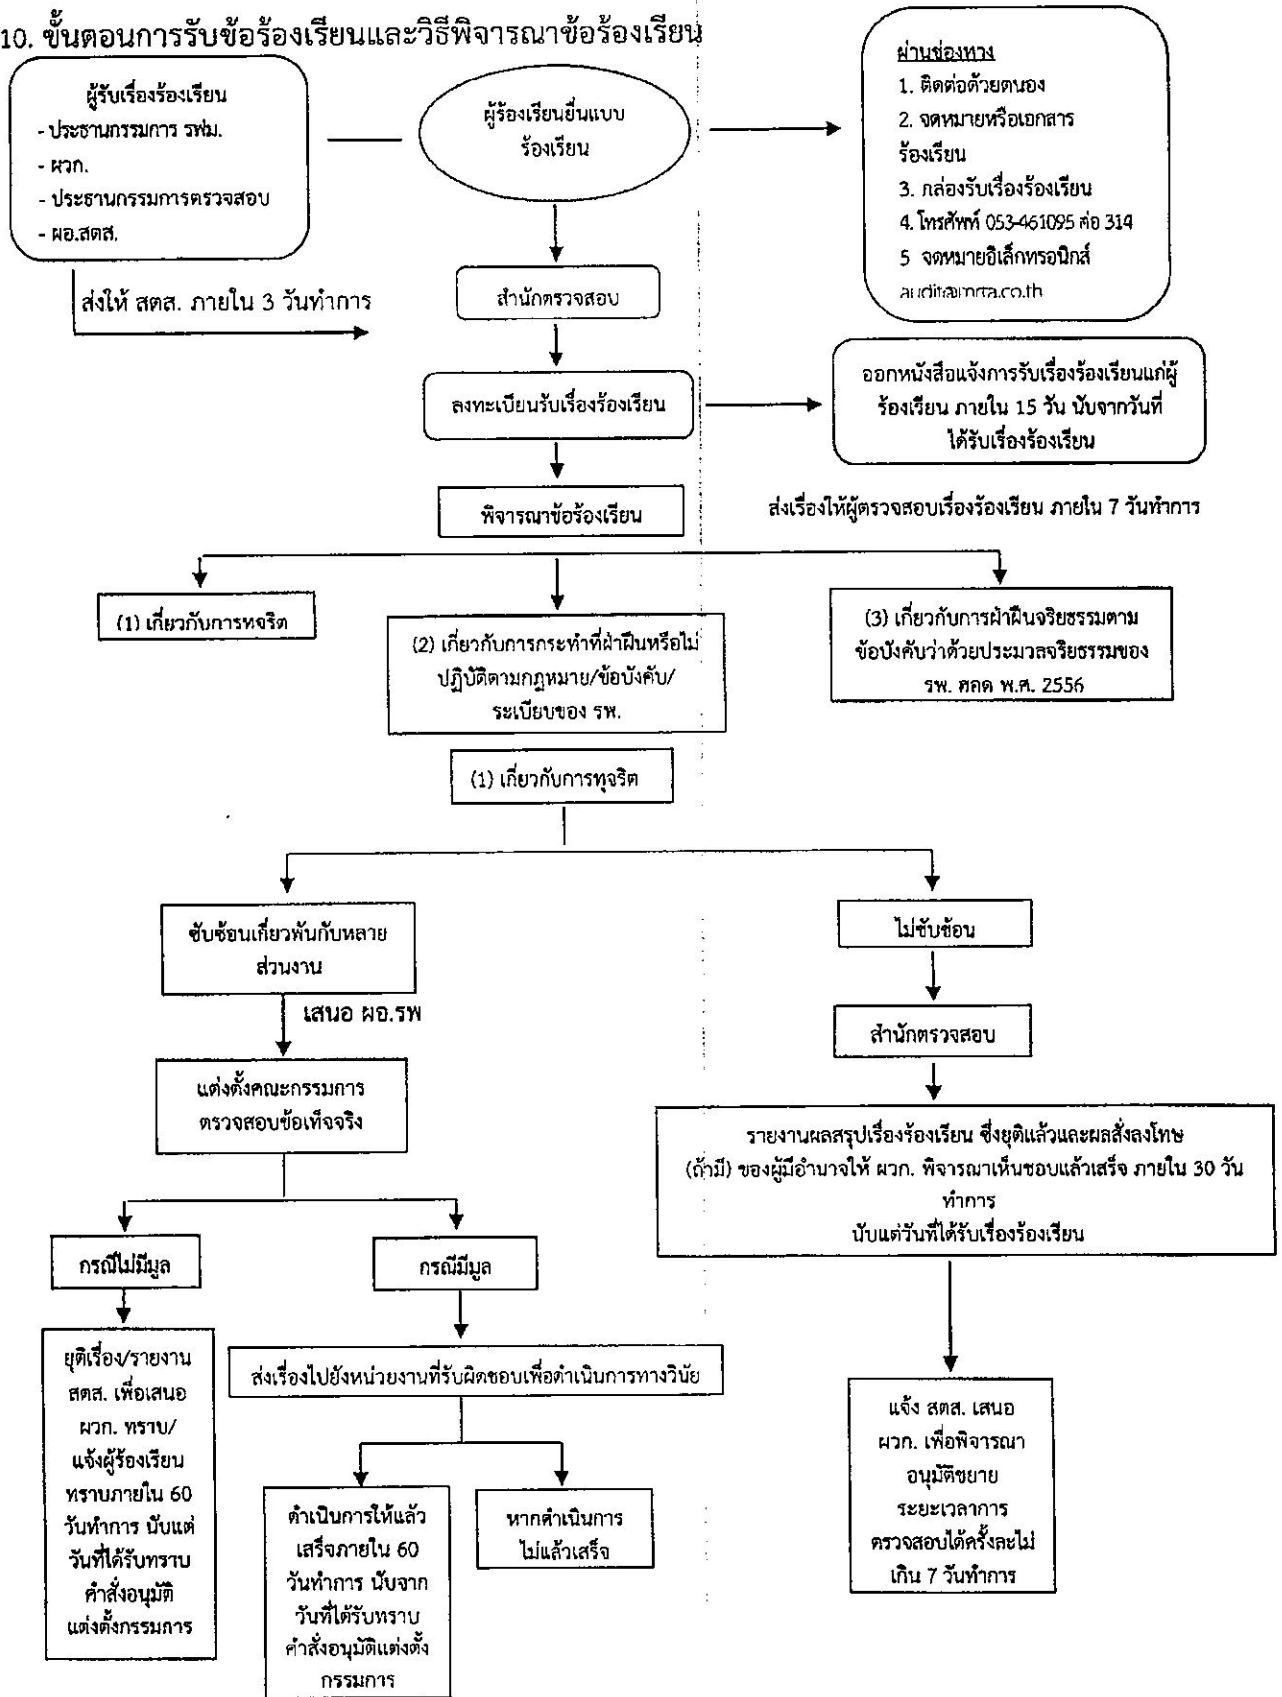 10. ขั้นตอนการรับข้อร้องเรียนและวิธีพิจารณาข้อร้องเรียน
ผู้รับเรื่องร้องเรียน
- ประธานกรรมการ รฟม.
- ผวก.
- ประธานกรรมการตรวจสอบ
- ผอ.สตส.
ผู้ร้องเรียนยื่นแบบ
ร้องเรียน
ผ่านช่องทาง
1. ติดต่อด้วยตนอง
2. จดหมายหรือเอกสาร
ร้องเรียน
3. กล่องรับเรื่องร้องเรียน
4. โทรศัพท์ 053-461095 ต่อ 314
5 จดหมายอิเล็กทรอนิกส์
audit@mrta.co.th
ส่งให้ สตส. ภายใน 3 วันทำการ
สำนักตรวจสอบ
ลงทะเบียนรับเรื่องร้องเรียน
ออกหนังสือแจ้งการรับเรื่องร้องเรียนแก่ผู้
ร้องเรียน ภายใน 15 วัน นับจากวันที่
ได้รับเรื่องร้องเรียน
พิจารณาข้อร้องเรียน
ส่งเรื่องให้ผู้ตรวจสอบเรื่องร้องเรียน ภายใน 7 วันทำการ
(1) เกี่ยวกับการทจริต
(2) เกี่ยวกับการกระทำที่ฝ่าฝืนหรือไม่
ปฏิบัติตามกฎหมาย/ข้อบังคับ/
ระเบียบของ รพ.
(3) เกี่ยวกับการฝ่าฝืนจริยธรรมตาม
ข้อบังคับว่าด้วยประมวลจริยธรรมของ
รพ. พ.ศ. 2556
(1) เกี่ยวกับการทุจริต
ซับซ้อนเกี่ยวพันกับหลาย
ส่วนงาน
ไม่ซับซ้อน
เสนอ ผอ.รพ
สำนักตรวจสอบ
แต่งตั้งคณะกรรมการ
ตรวจสอบข้อเท็จจริง
รายงานผลสรุปเรื่องร้องเรียน ซึ่งยุติแล้วและผลสั่งลงโทษ
(ถ้ามี) ของผู้มีอำนาจให้ ผวก. พิจารณาเห็นชอบแล้วเสร็จ ภายใน 30 วัน
ทำการ
นับแต่วันที่ได้รับเรื่องร้องเรียน
กรณีไม่มีมูล
กรณีมีมูล
ยุติเรื่อง/รายงาน
สตส. เพื่อเสนอ
ผวก. ทราบ/
แจ้งผู้ร้องเรียน
ทราบภายใน 60
วันทำการ นับแต่
วันที่ได้รับทราบ
คำสั่งอนุมัติ
แต่งตั้งกรรมการ
ส่งเรื่องไปยังหน่วยงานที่รับผิดชอบเพื่อดำเนินการทางวินัย
ดำเนินการให้แล้ว
เสร็จภายใน 60
วันทำการ นับจาก
วันที่ได้รับทราบ
คำสั่งอนุมัติแต่งตั้ง
กรรมการ
หากดำเนินการ
ไม่แล้วเสร็จ
แจ้ง สตส. เสนอ
ผวก. เพื่อพิจารณา
อนุมัติขยาย
ระยะเวลาการ
ตรวจสอบได้ครั้งละไม่
เกิน 7 วันทำการ